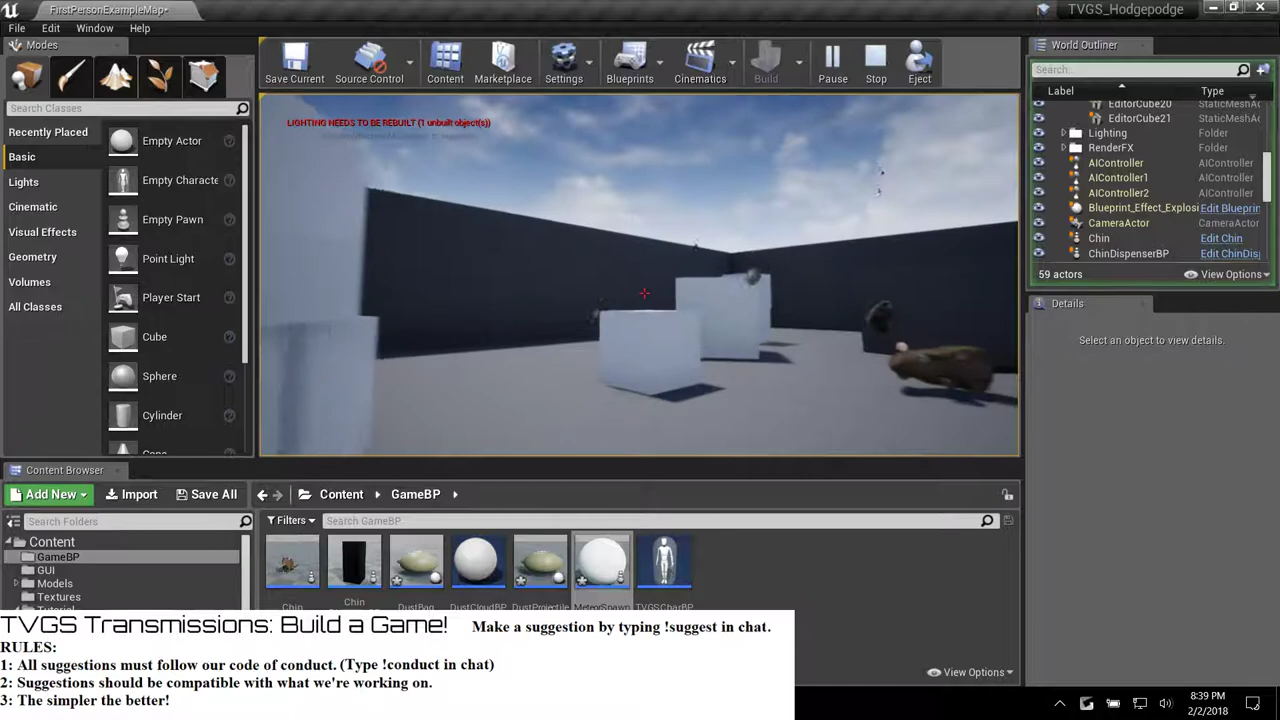 FirstPersonExampleMap*
TVGS_Hodgepodge
File Edit Window Help
Modes
Search Classes
Recently Placed
Basic
Lights
Cinematic
Visual Effects
Geometry
Volumes
All Classes
Empty Actor
Empty Characte
Empty Pawn
Point Light
Player Start
Cube
Sphere
Cylinder
Save Current
Source Control
Content
Marketplace
Settings
Blueprints
Cinematics
Build
Pause
Stop
Eject
LIGHTING NEEDS TO BE REBUILT (1 unbuilt object(s))
World Outliner
Search...
Label Type
EditorCube20 StaticMeshAc
EditorCube21 StaticMeshAc
Lighting Folder
RenderFX Folder
AIController AIController
AIController1 AIController
AIController2 AIController
Blueprint_Effect_Explosi Edit Blueprin
CameraActor CameraActor
Chin Edit Chin
ChinDispenserBP Edit ChinDisp
59 actors
View Options
Details
Select an object to view details.
Content Browser
Add New Import Save All
Content GameBP
Search Folders
Filters
Search GameBP
Content
GameBP
GUI
Models
Textures
Tutorial
Chin
Chin
DustBag
DustCloudBP
DustProjectile
MeteorSpawn
TVGSCharBP
View Options
TVGS Transmissions: Build a Game!
Make a suggestion by typing !suggest in chat.
RULES:
1: All suggestions must follow our code of conduct. (Type !conduct in chat)
2: Suggestions should be compatible with what we're working on.
3: The simpler the better!
8:39 PM
2/2/2018